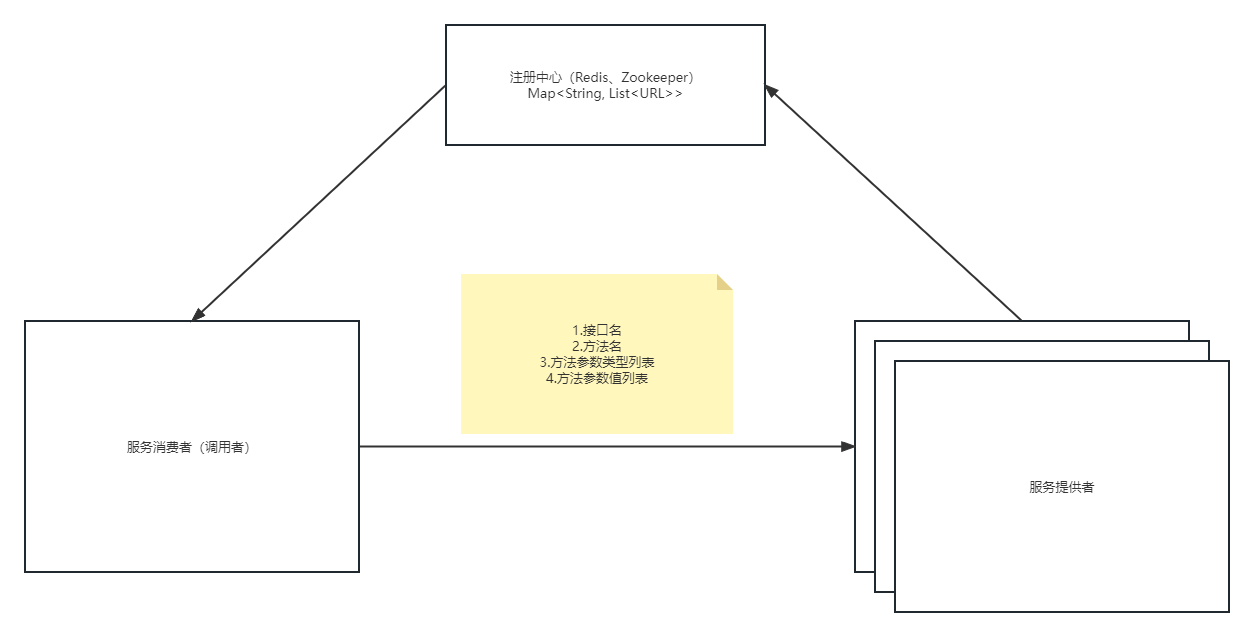 注册中心（Redis、Zookeeper）
Map<String, List<URL>>
1.接口名
2.方法名
3.方法参数类型列表
4.方法参数值列表
服务消费者（调用者）
服务提供者